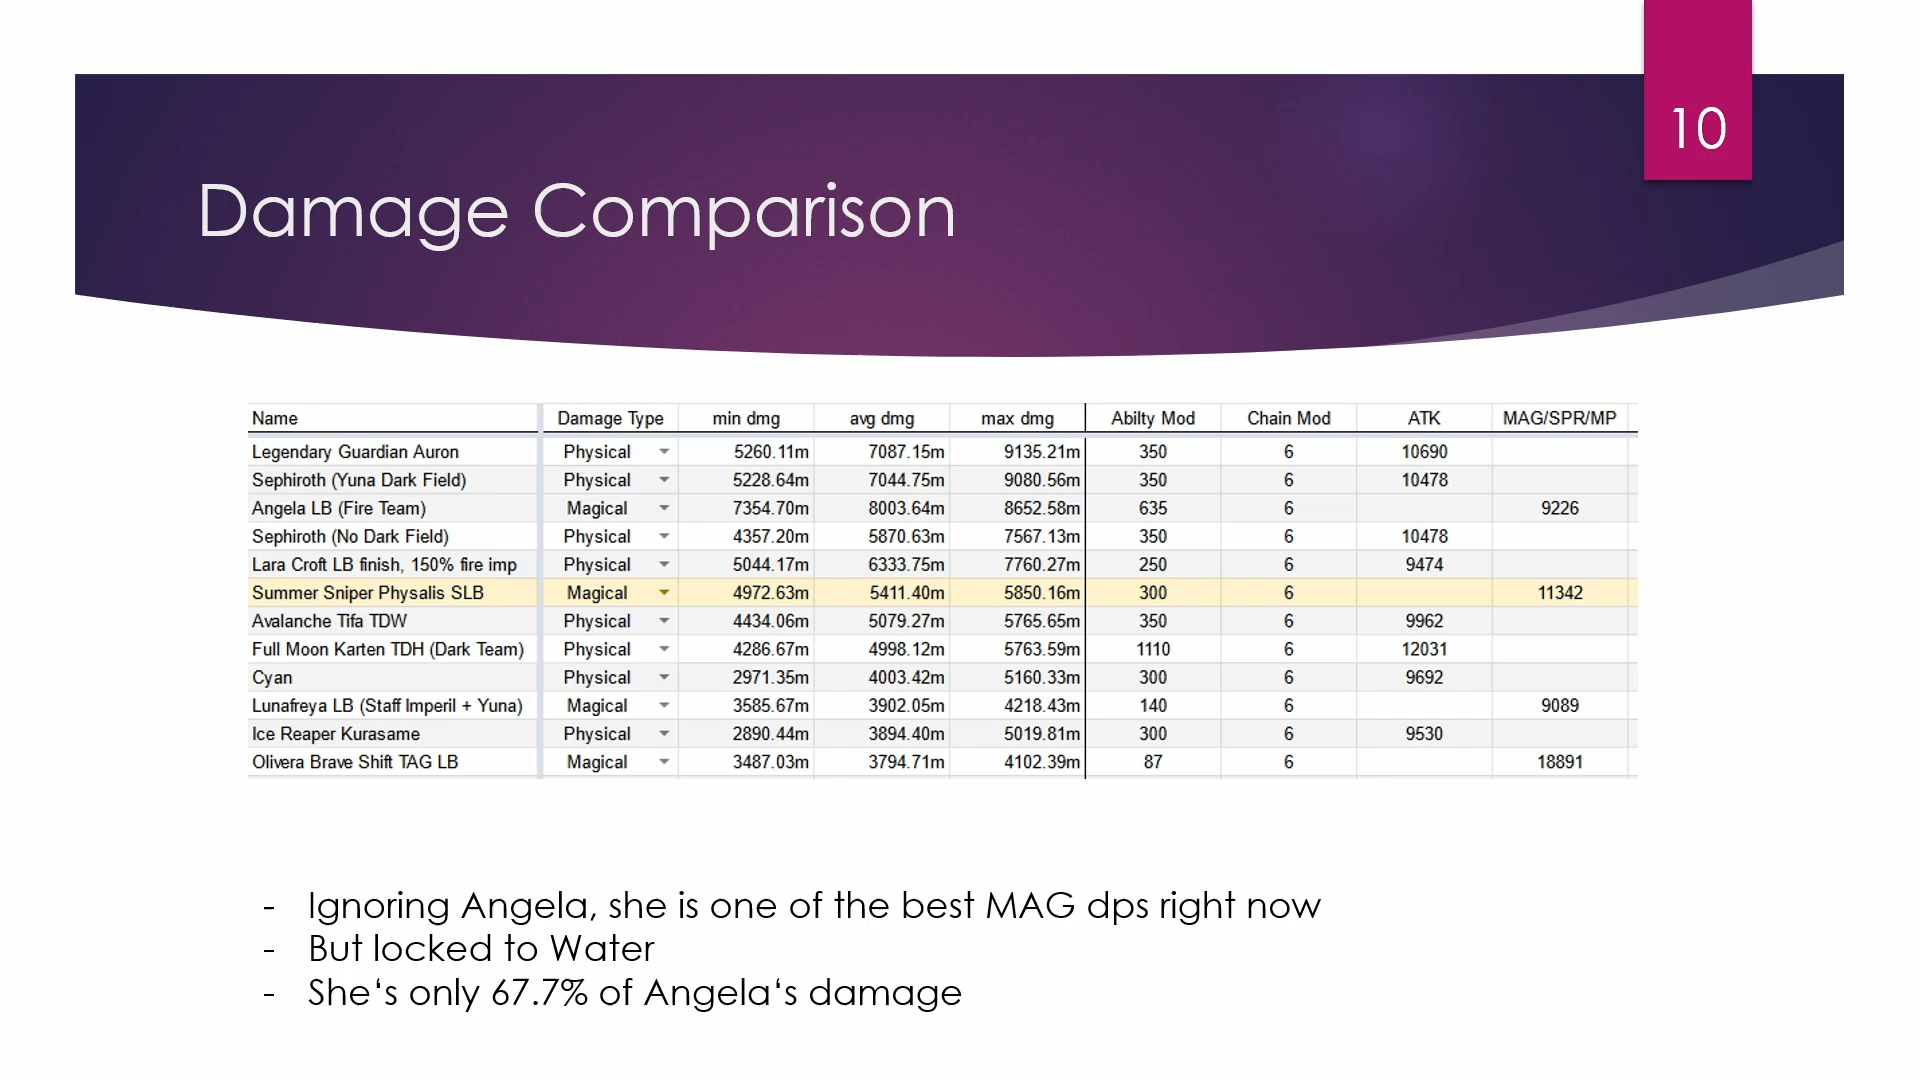 10
Damage Comparison
Name Damage Type min dmg avg dmg max dmg Abilty Mod Chain Mod ATK MAG/SPR/MP
Legendary Guardian Auron Physical 5260.11m 7087.15m 9135.21m 350 6 10690
Sephiroth (Yuna Dark Field) Physical 5228.64m 7044.75m 9080.56m 350 6 10478
Angela LB (Fire Team) Magical 7354.70m 8003.64m 8652.58m 635 6 9226
Sephiroth (No Dark Field) Physical 4357.20m 5870.63m 7567.13m 350 6 10478
Lara Croft LB finish, 150% fire imp Physical 5044.17m 6333.75m 7760.27m 250 6 9474
Summer Sniper Physalis SLB Magical 4972.63m 5411.40m 5850.16m 300 6 11342
Avalanche Tifa TDW Physical 4434.06m 5079.27m 5765.65m 350 6 9962
Full Moon Karten TDH (Dark Team) Physical 4286.67m 4998.12m 5763.59m 1110 6 12031
Cyan Physical 2971.35m 4003.42m 5160.33m 300 6 9692
Lunafreya LB (Staff Imperil + Yuna) Magical 3585.67m 3902.05m 4218.43m 140 6 9089
Ice Reaper Kurasame Physical 2890.44m 3894.40m 5019.81m 300 6 9530
Olivera Brave Shift TAG LB Magical 3487.03m 3794.71m 4102.39m 87 6 18891
- Ignoring Angela, she is one of the best MAG dps right now
- But locked to Water
- She‘s only 67.7% of Angela‘s damage